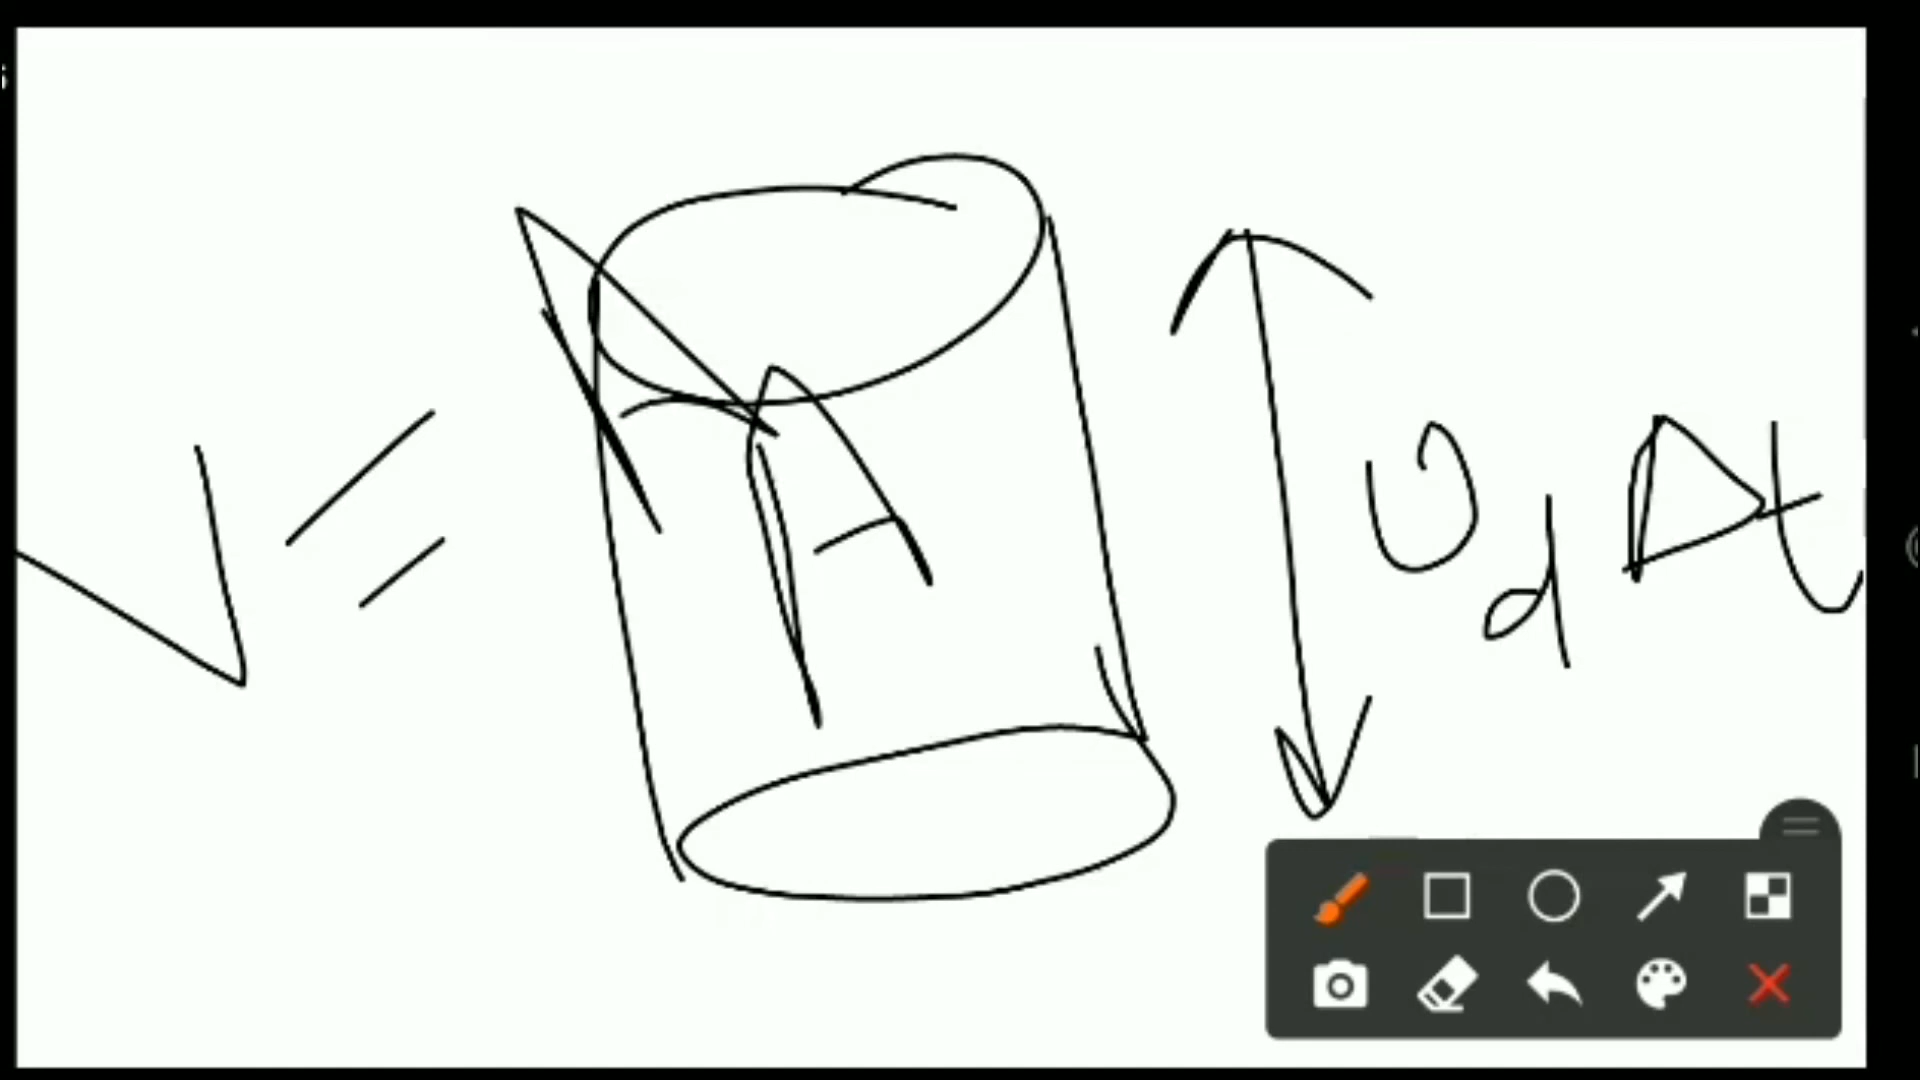 V = A
v_d Δt